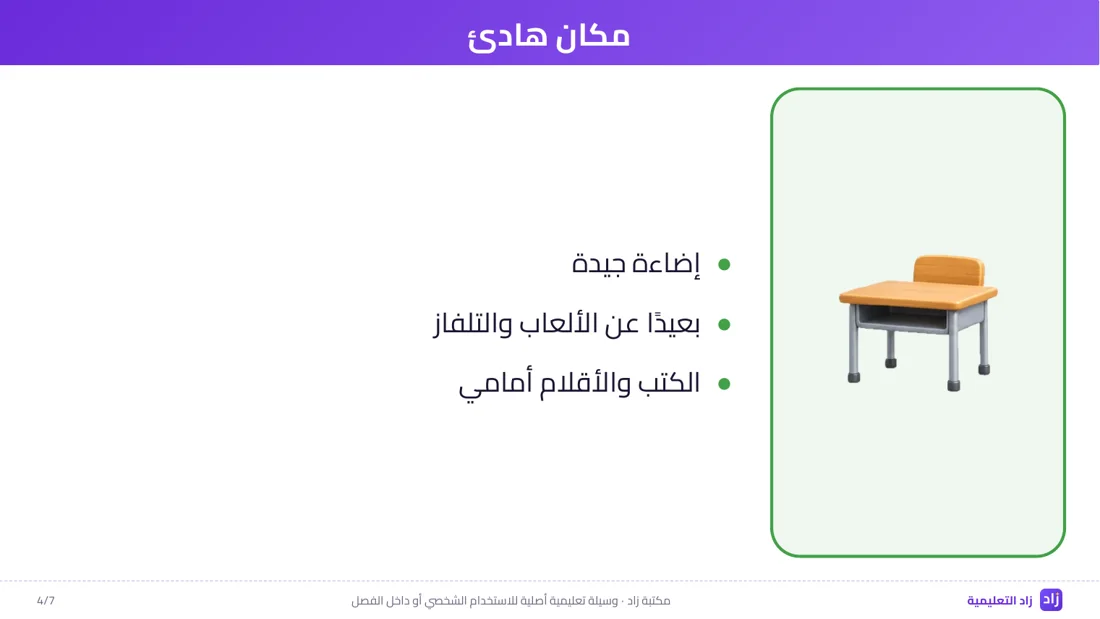 مكان هادئ
إضاءة جيدة
بعيدًا عن الألعاب والتلفاز
الكتب والأقلام أمامي
زاد
زاد التعليمية
مكتبة زاد · وسيلة تعليمية أصلية للاستخدام الشخصي أو داخل الفصل
4/7